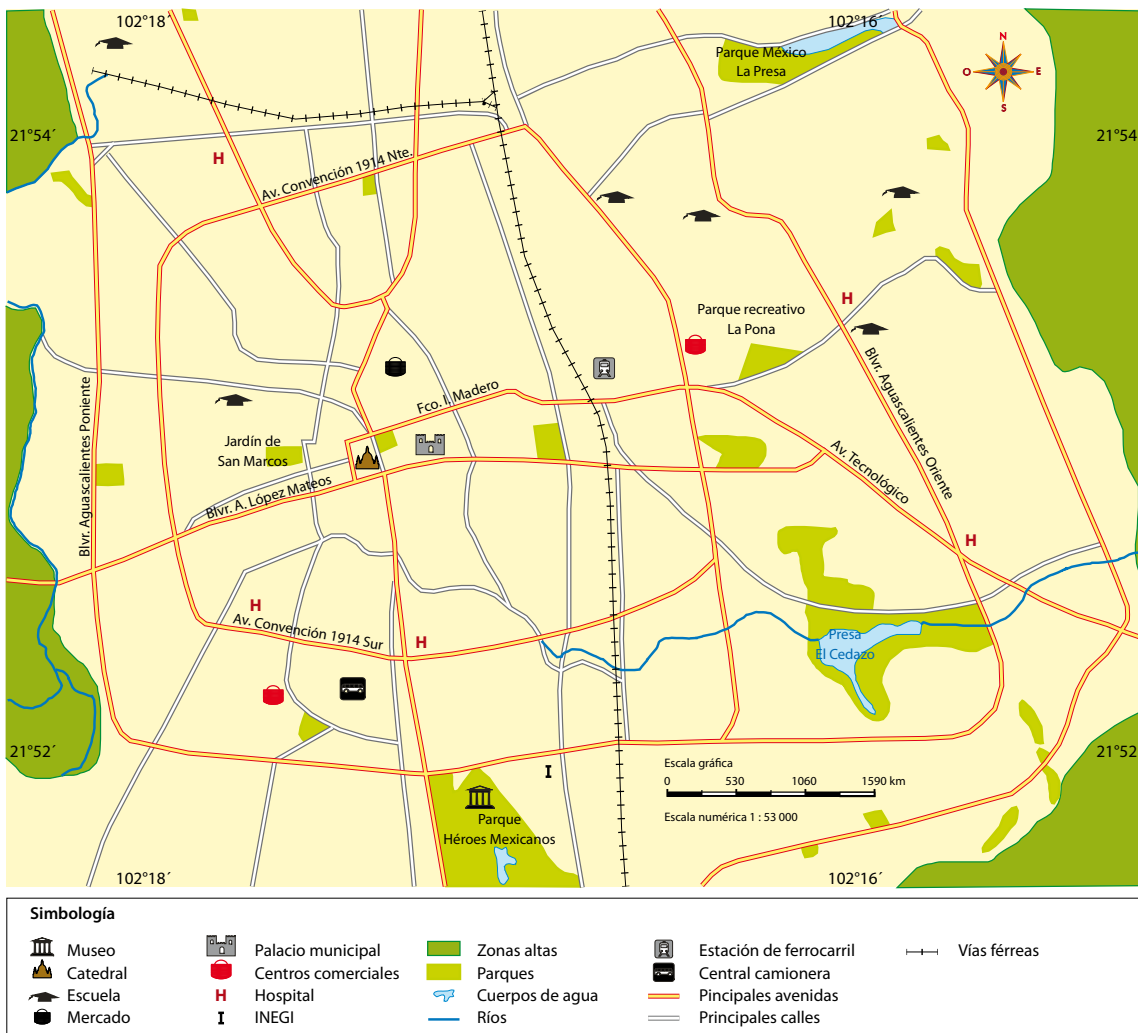 102°18´
102°16´
N
O
E
S
Parque México
La Presa
21°54´
21°54´
H
Av. Convención 1914 Nte.
Parque recreativo
La Pona
H
Fco. I. Madero
Blvr. Aguascalientes Poniente
Blvr. Aguascalientes Oriente
Jardín de
San Marcos
Av. Tecnológico
Blvr. A. López Mateos
H
H
Av. Convención 1914 Sur
H
Presa
El Cedazo
21°52´
21°52´
I
Escala gráfica
0 530 1060 1590 km
Escala numérica 1 : 53 000
Parque
Héroes Mexicanos
102°18´
102°16´
Simbología
Museo
Catedral
Escuela
Mercado
Palacio municipal
Centros comerciales
H Hospital
I INEGI
Zonas altas
Parques
Cuerpos de agua
Ríos
Estación de ferrocarril
Central camionera
Principales avenidas
Principales calles
Vías férreas